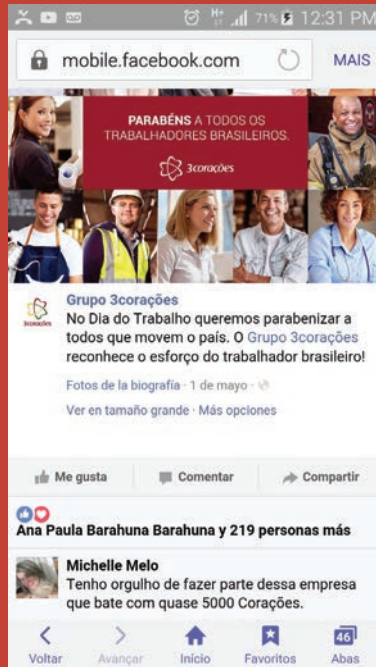 H+
71%
12:31 PM
mobile.facebook.com
MAIS
PARABÉNS A TODOS OS
TRABALHADORES BRASILEIROS.
3corações
3corações
Grupo 3corações
No Dia do Trabalho queremos parabenizar a
todos que movem o país. O Grupo 3corações
reconhece o esforço do trabalhador brasileiro!
Fotos de la biografía · 1 de mayo ·
Ver en tamaño grande · Más opciones
Me gusta
Comentar
Compartir
Ana Paula Barahuna Barahuna y 219 personas más
Michelle Melo
Tenho orgulho de fazer parte dessa empresa
que bate com quase 5000 Corações.
46
Voltar
Avançar
Início
Favoritos
Abas